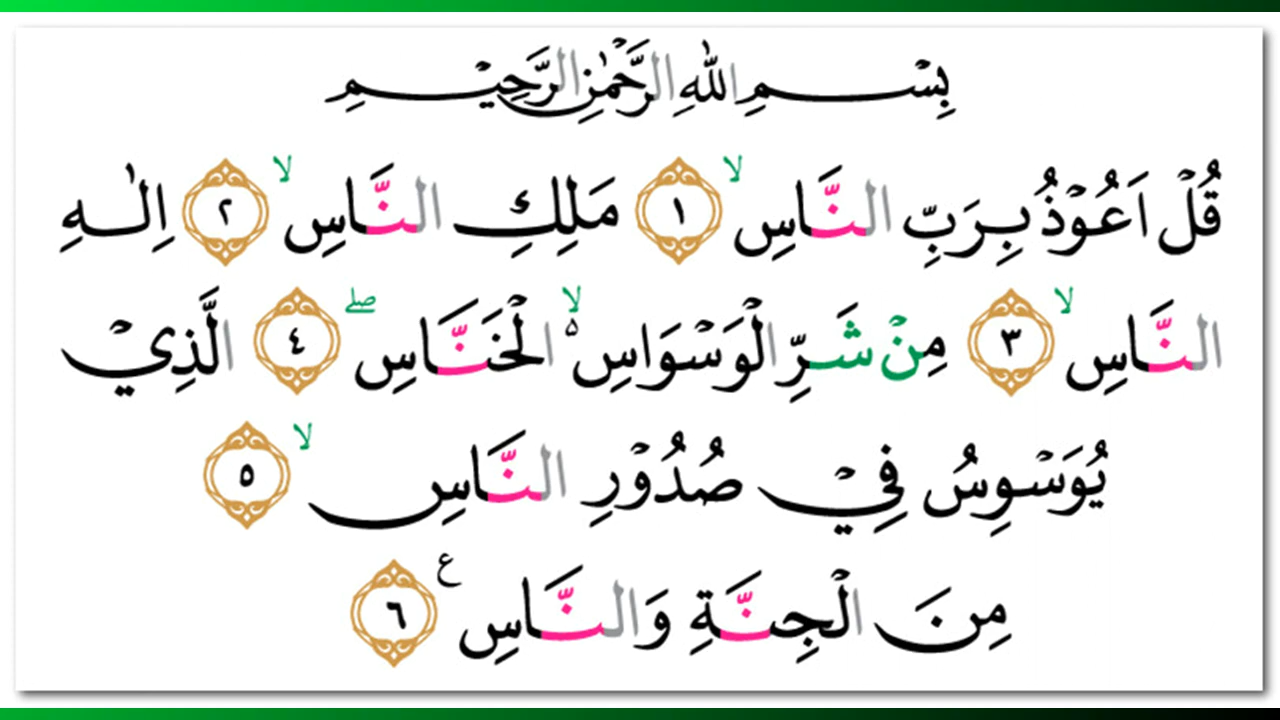 بِسْمِ اللّٰهِ الرَّحْمٰنِ الرَّحِيْمِ
قُلْ اَعُوْذُ بِرَبِّ النَّاسِ ۙ ١ مَلِكِ النَّاسِ ۙ ٢ اِلٰهِ
النَّاسِ ۙ ٣ مِنْ شَرِّ الْوَسْوَاسِ ەۙ الْخَنَّاسِ ۖ ٤ الَّذِيْ
يُوَسْوِسُ فِيْ صُدُوْرِ النَّاسِ ۙ ٥
مِنَ الْجِنَّةِ وَالنَّاسِ ࣖ ٦